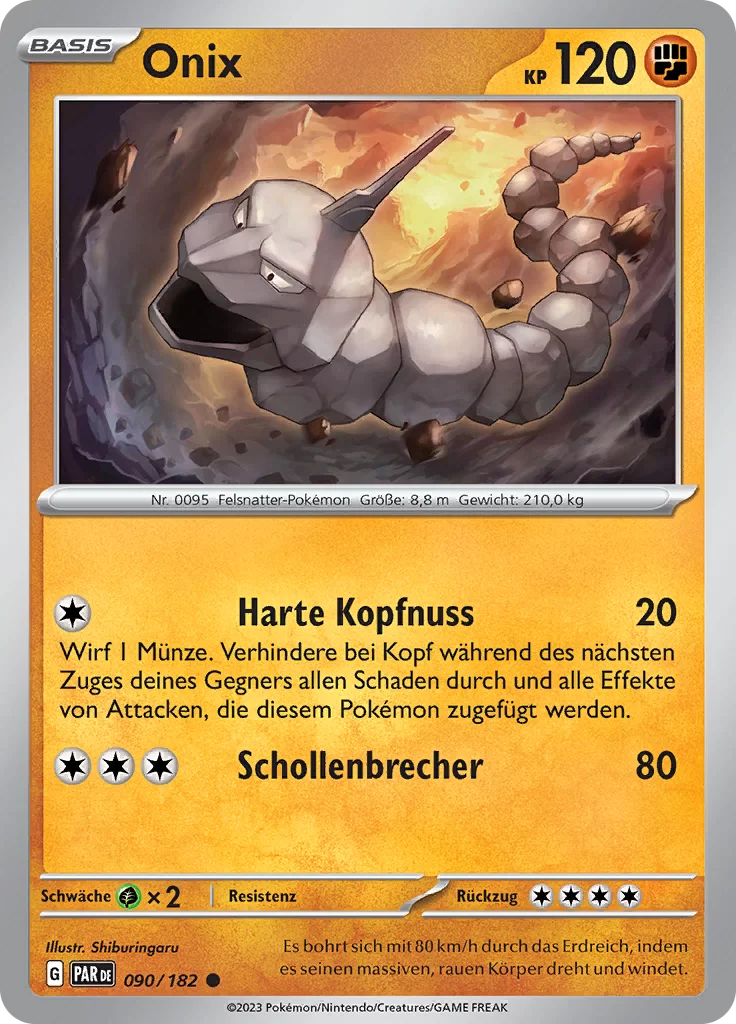 BASIS
Onix
KP 120
Nr. 0095 Felsnatter-Pokémon Größe: 8,8 m Gewicht: 210,0 kg
Harte Kopfnuss 20
Wirf 1 Münze. Verhindere bei Kopf während des nächsten
Zuges deines Gegners allen Schaden durch und alle Effekte
von Attacken, die diesem Pokémon zugefügt werden.
Schollenbrecher 80
Schwäche ×2 Resistenz Rückzug
Illustr. Shiburingaru
Es bohrt sich mit 80 km/h durch das Erdreich, indem
es seinen massiven, rauen Körper dreht und windet.
G PAR DE 090/182
©2023 Pokémon/Nintendo/Creatures/GAME FREAK